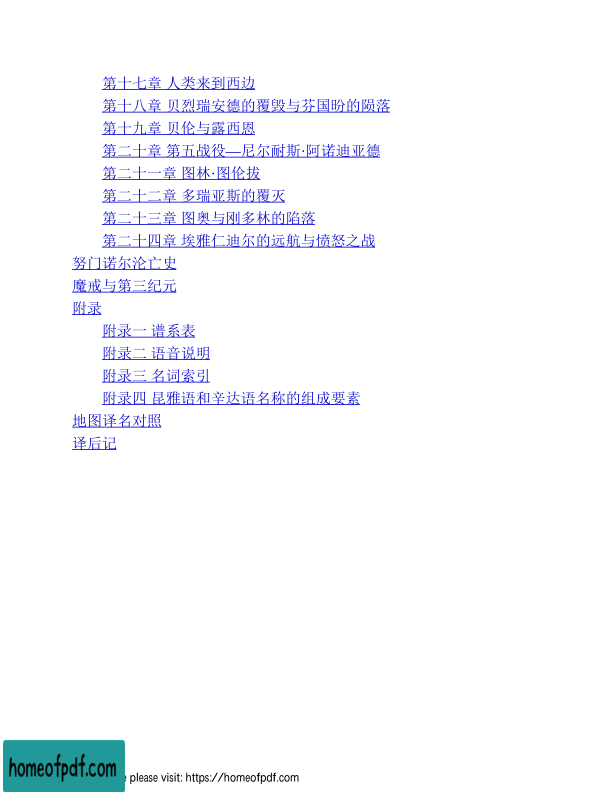 第十七章 人类来到西边
第十八章 贝烈瑞安德的覆毁与芬国昐的陨落
第十九章 贝伦与露西恩
第二十章 第五战役—尼尔耐斯·阿诺迪亚德
第二十一章 图林·图伦拔
第二十二章 多瑞亚斯的覆灭
第二十三章 图奥与刚多林的陷落
第二十四章 埃雅仁迪尔的远航与愤怒之战
努门诺尔沦亡史
魔戒与第三纪元
附录
附录一 谱系表
附录二 语音说明
附录三 名词索引
附录四 昆雅语和辛达语名称的组成要素
地图译名对照
译后记
homeofpdf.com
e please visit: https://homeofpdf.com